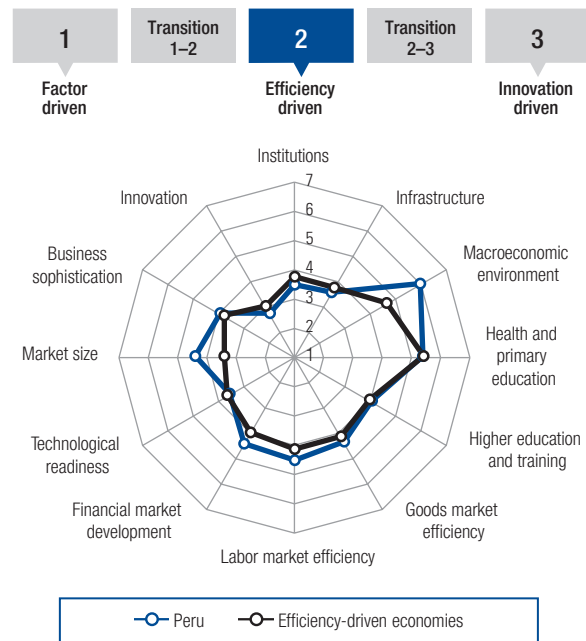 1
Transition
1–2
2
Transition
2–3
3
Factor
driven
Efficiency
driven
Innovation
driven
Institutions
Innovation
Infrastructure
Business
sophistication
Macroeconomic
environment
Market size
Health and
primary
education
Technological
readiness
Higher education
and training
Financial market
development
Goods market
efficiency
Labor market efficiency
7
6
5
4
3
2
1
Peru
Efficiency-driven economies